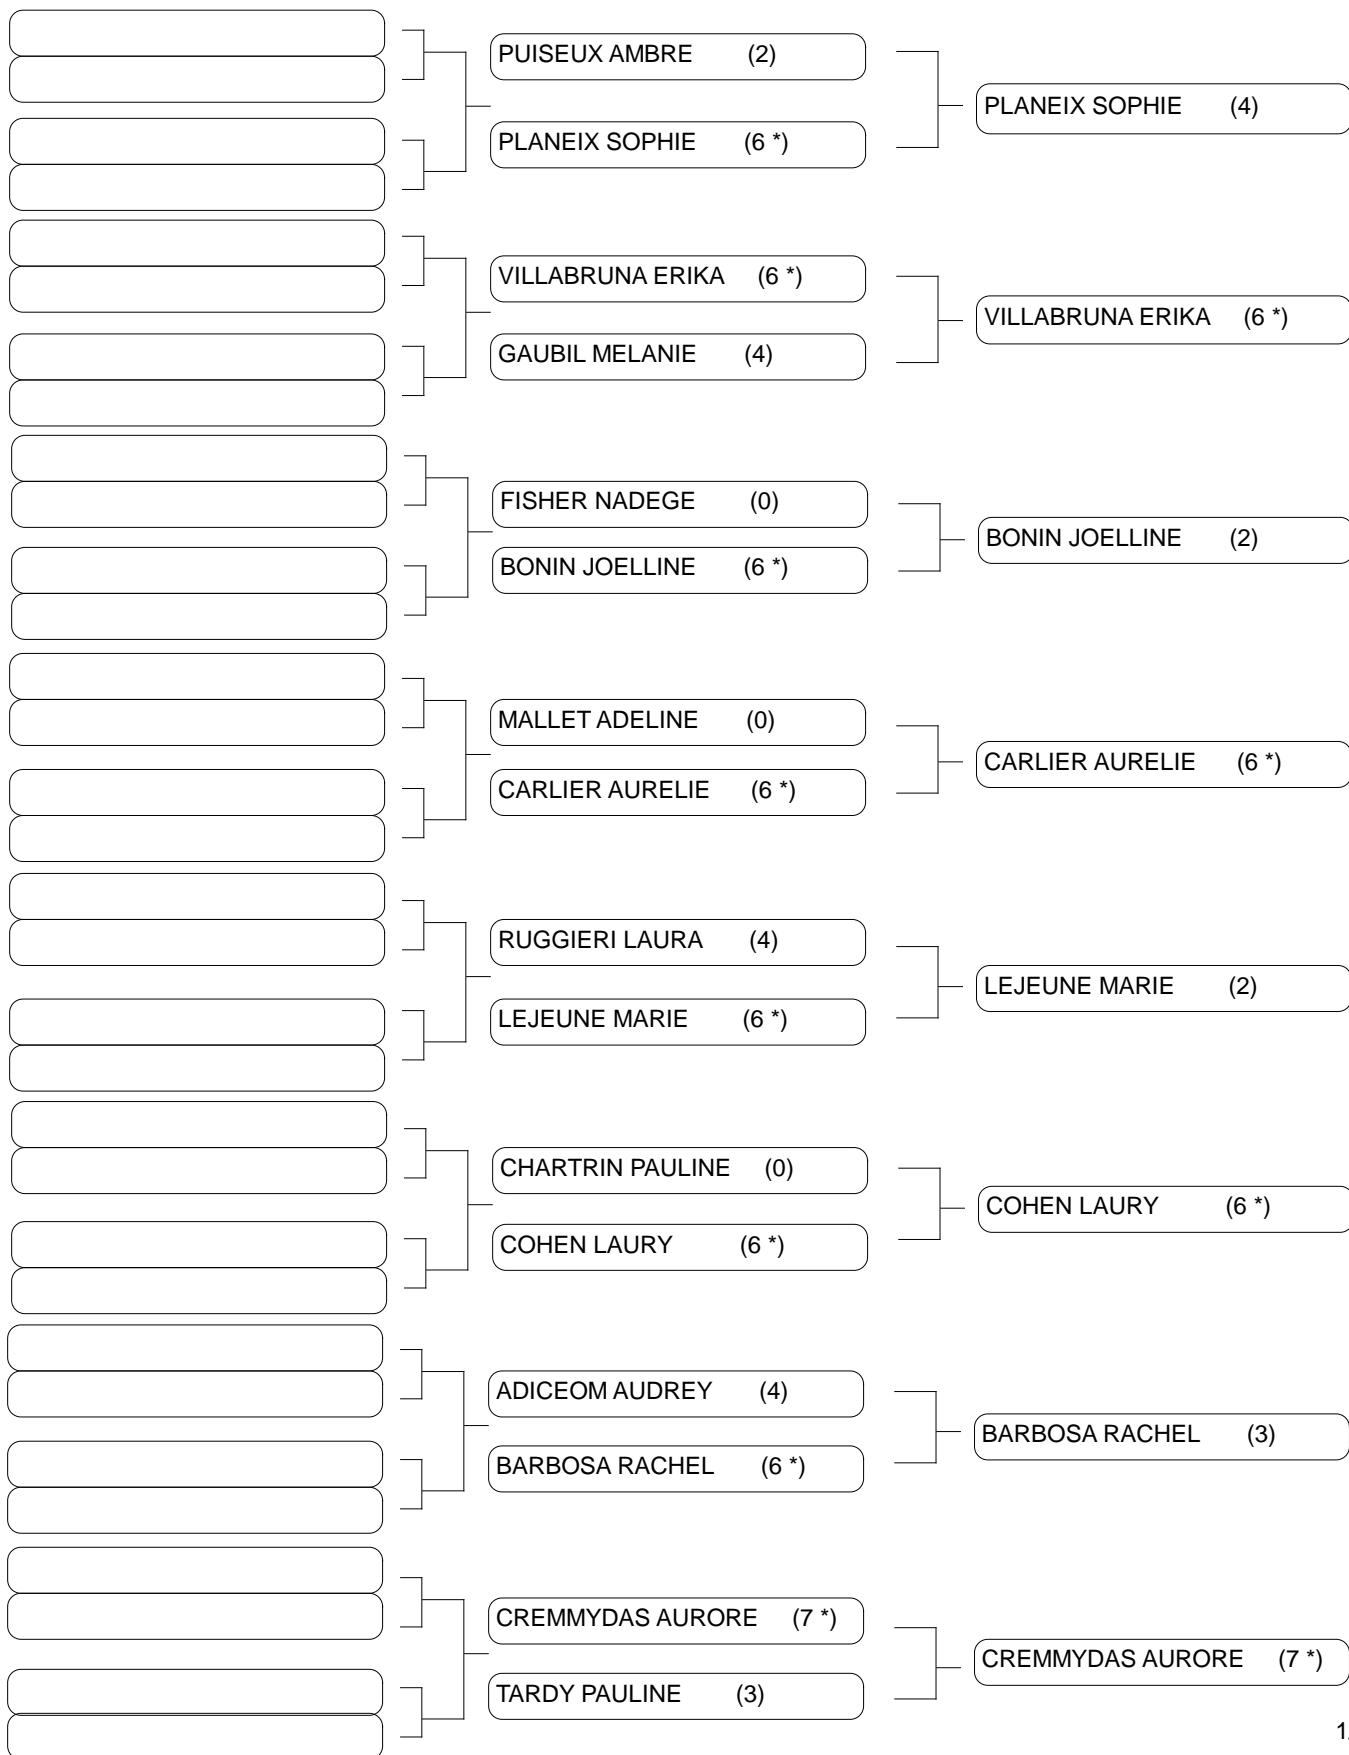 PUISEUX AMBRE (2)
PLANEIX SOPHIE (6 *)
PLANEIX SOPHIE (4)
VILLABRUNA ERIKA (6 *)
GAUBIL MELANIE (4)
VILLABRUNA ERIKA (6 *)
FISHER NADEGE (0)
BONIN JOELLINE (6 *)
BONIN JOELLINE (2)
MALLET ADELINE (0)
CARLIER AURELIE (6 *)
CARLIER AURELIE (6 *)
RUGGIERI LAURA (4)
LEJEUNE MARIE (6 *)
LEJEUNE MARIE (2)
CHARTRIN PAULINE (0)
COHEN LAURY (6 *)
COHEN LAURY (6 *)
ADICEOM AUDREY (4)
BARBOSA RACHEL (6 *)
BARBOSA RACHEL (3)
CREMMYDAS AURORE (7 *)
TARDY PAULINE (3)
CREMMYDAS AURORE (7 *)